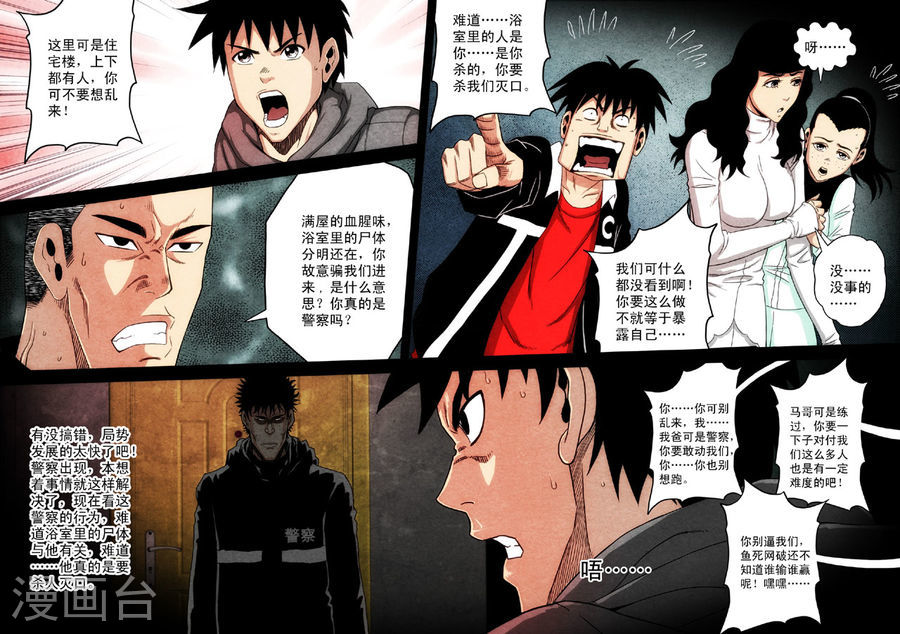 这里可是住
宅楼，上下
都有人，你
可不要想乱
来！
难道……浴
室里的人是
你……是你
杀的，你要
杀我们灭口。
呀……
满屋的血腥味，
浴室里的尸体
分明还在，你
故意骗我们进
来，是什么意
思？你真的是
警察吗？
我们可什么
都没看到啊！
你要这么做
不就等于暴
露自己……
没……
没事的……
有没搞错，局势
发展的太快了吧！
警察出现，本想
着事情就这样解
决了，现在看这
警察的行为，难
道浴室里的尸体
与他有关，难道
……他真的是要
杀人灭口。
警察
你……你可别
乱来，我……
我爸可是警察，
你要敢动我们，
你……你也别
想跑。
马哥可是练
过，你要一
下子对付我
们这么多人
也是有一定
难度的吧！
你别逼我们，
鱼死网破还不
知道谁输谁赢
呢！嘿嘿……
唔……
漫画台